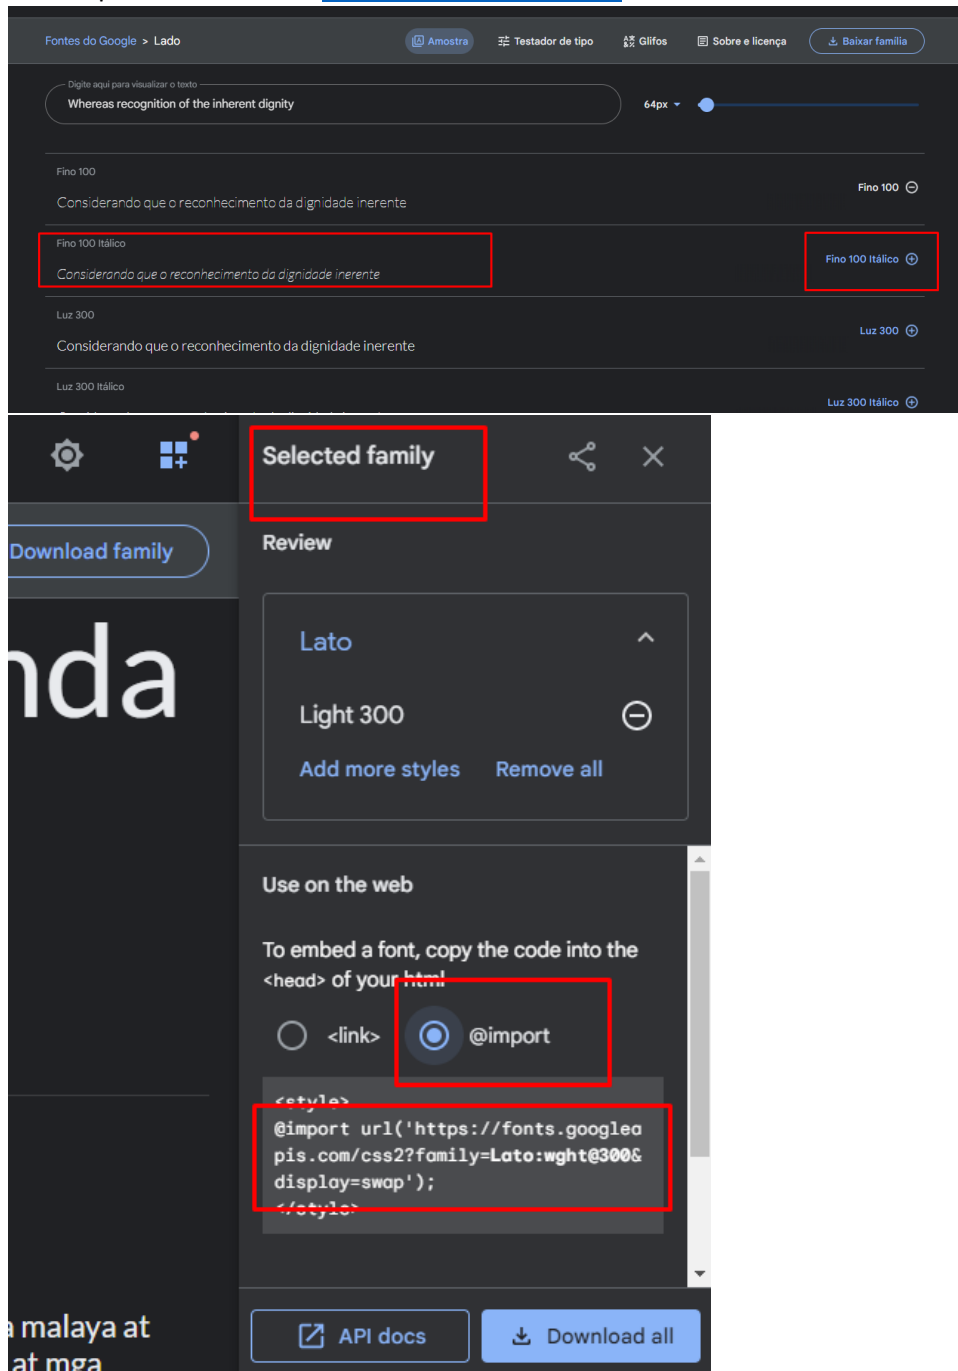 Fontes do Google > Lado
Amostra
Testador de tipo
Glifos
Sobre e licença
Baixar família
Digite aqui para visualizar o texto
Whereas recognition of the inherent dignity
64px
Fino 100
Considerando que o reconhecimento da dignidade inerente
Fino 100
Fino 100 Itálico
Considerando que o reconhecimento da dignidade inerente
Fino 100 Itálico
Luz 300
Considerando que o reconhecimento da dignidade inerente
Luz 300
Luz 300 Itálico
Luz 300 Itálico
Selected family
Download family
Review
nda
Lato
Light 300
Add more styles Remove all
Use on the web
To embed a font, copy the code into the
<head> of your html
<link> @import
<style>
@import url('https://fonts.googlea
pis.com/css2?family=Lato:wght@300&
display=swap');
</style>
API docs
Download all
a malaya at
at mga